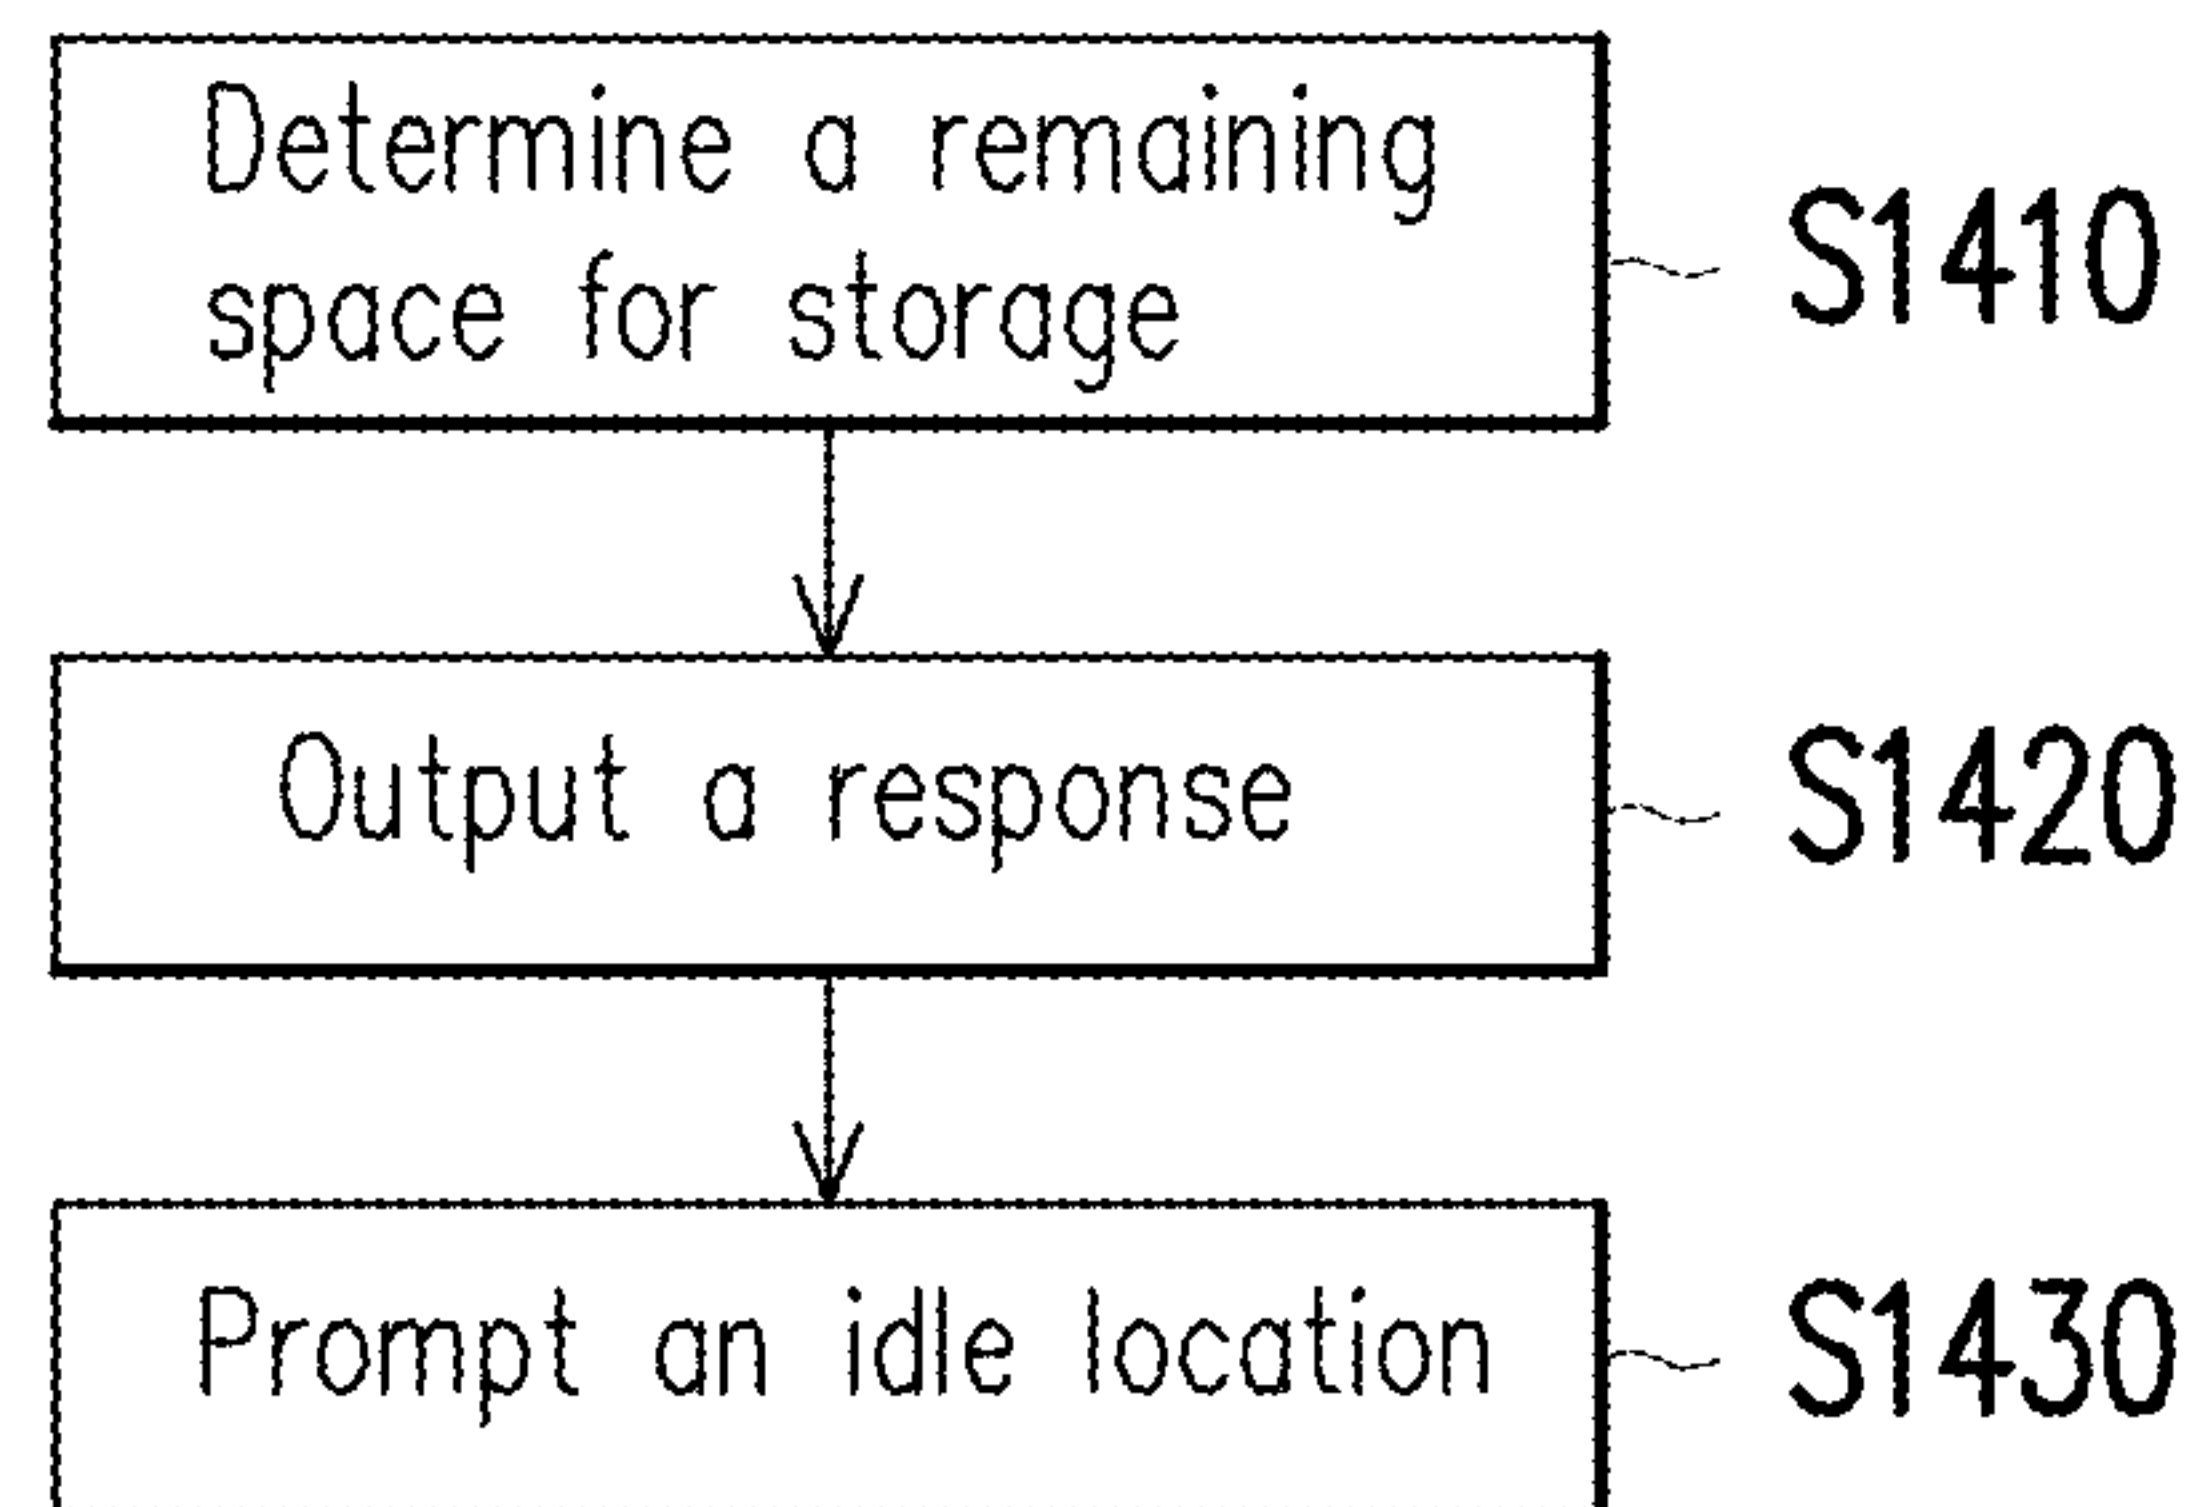 Determine a remaining
space for storage
S1410
Output a response
S1420
Prompt an idle location
S1430